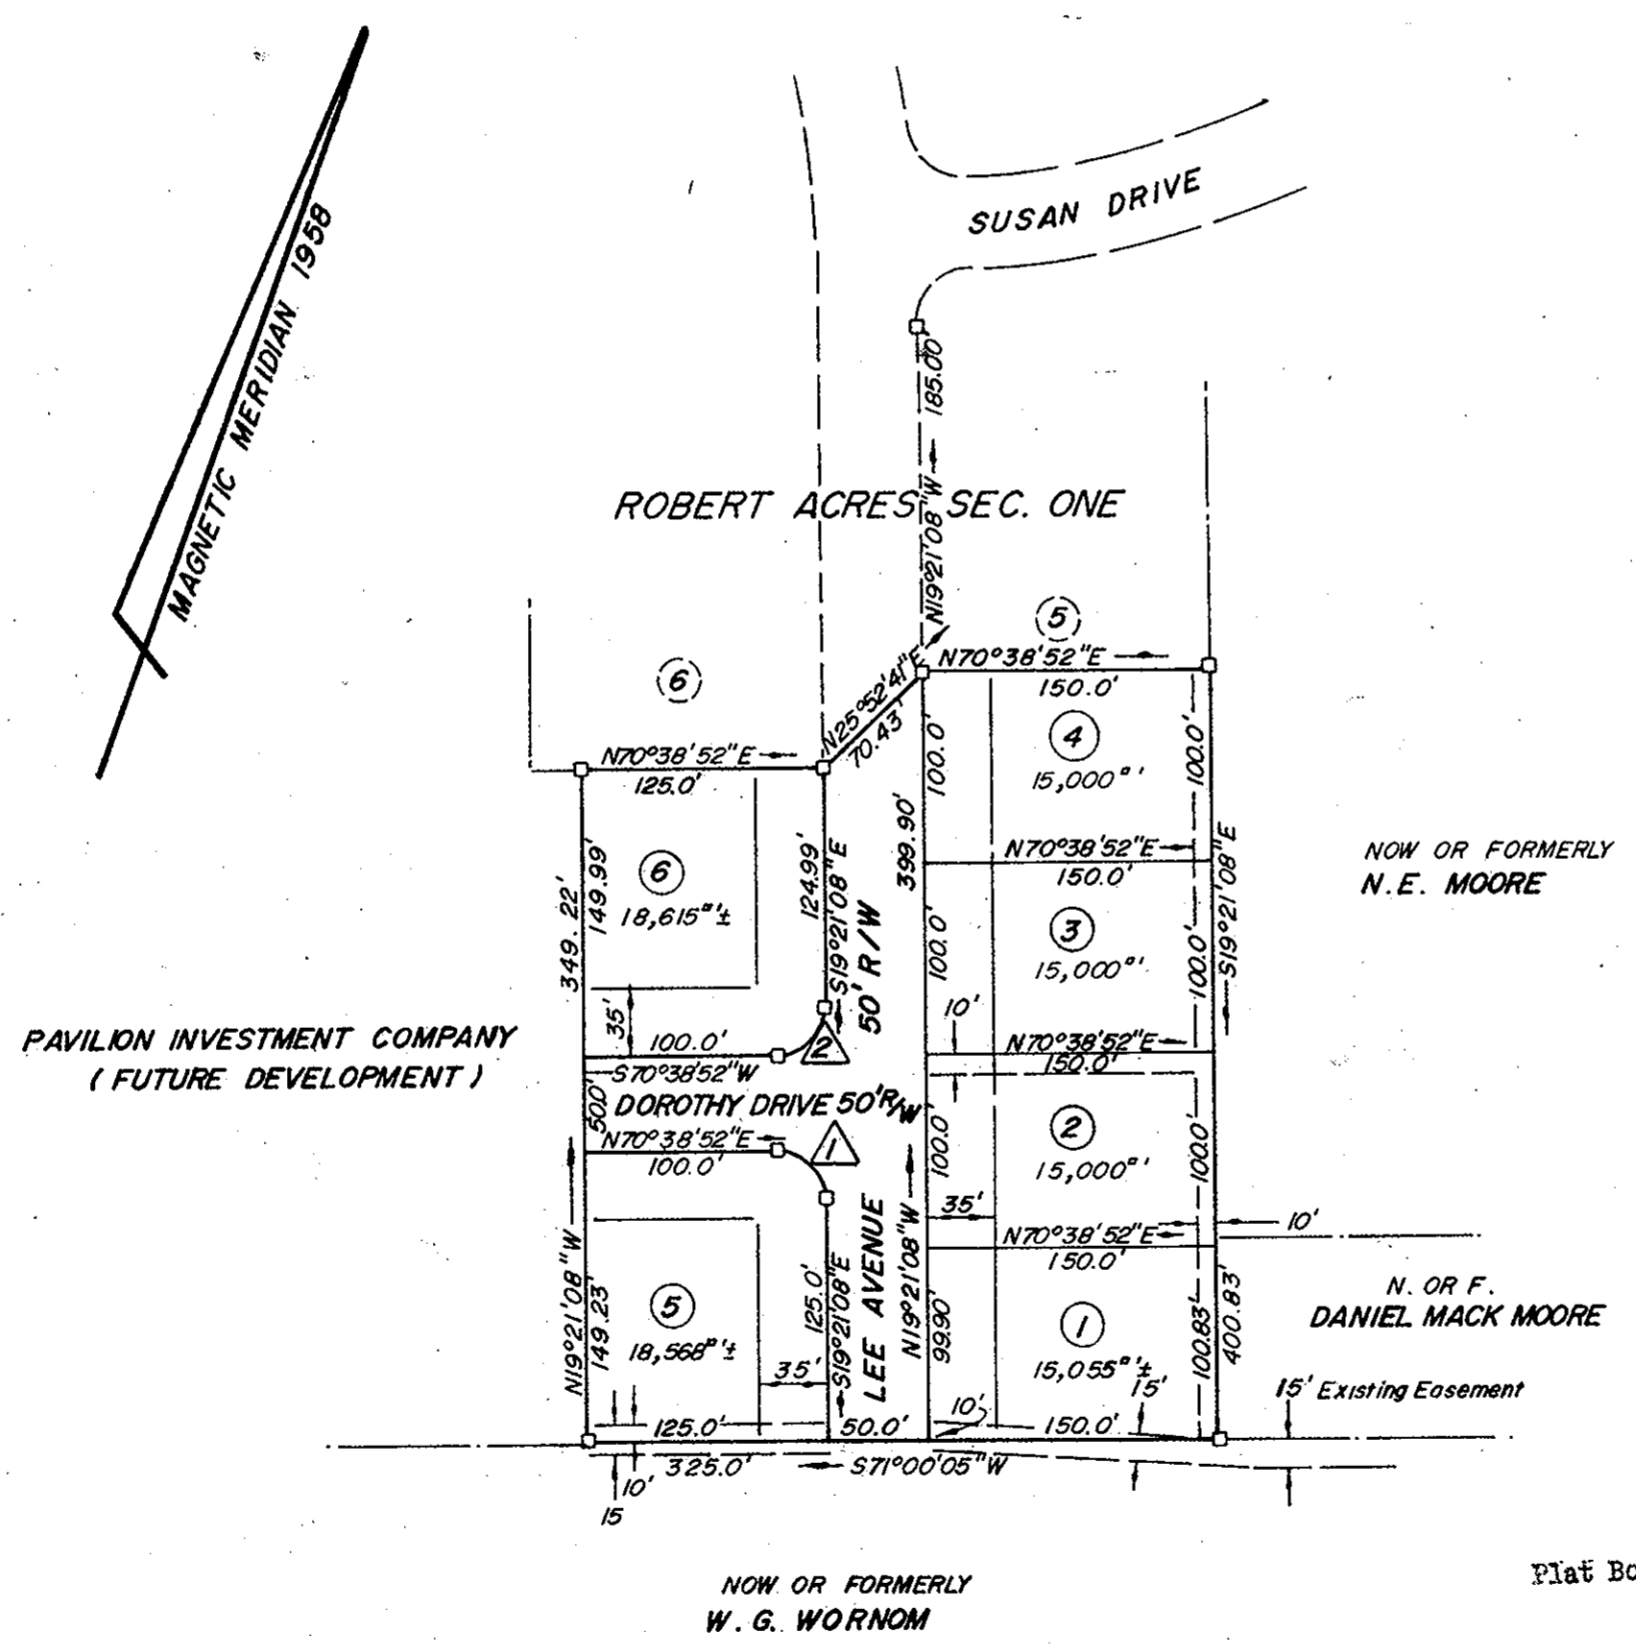 MAGNETIC MERIDIAN 1958
SUSAN DRIVE
N19°21'08"W 185.00'
ROBERT ACRES SEC. ONE
5
N70°38'52"E
150.0'
6
N25°52'41"E
70.43'
N70°38'52"E
125.0'
4
15,000□'
100.0'
100.0'
399.90'
N70°38'52"E
150.0'
S19°21'08"E
NOW OR FORMERLY
N.E. MOORE
349.22'
149.99'
6
18,615□'±
124.99'
S19°21'08"E
50' R/W
3
15,000□'
100.0'
100.0'
10'
35'
100.0'
S70°38'52"W
2
N70°38'52"E
150.0'
PAVILION INVESTMENT COMPANY
(FUTURE DEVELOPMENT)
50.0'
DOROTHY DRIVE 50'R/W
N70°38'52"E
100.0'
1
2
15,000□'
100.0'
100.0'
35'
N70°38'52"E
150.0'
10'
N19°21'08"W
149.23'
5
18,568□'±
125.0'
S19°21'08"E
35'
LEE AVENUE
N19°21'08"W
99.90'
1
15,055□'±
100.83'
400.83'
N. OR F.
DANIEL MACK MOORE
15'
15' Existing Easement
10'
125.0'
50.0'
150.0'
325.0'
S71°00'05"W
10'
15
NOW OR FORMERLY
W. G. WORNOM
Plat Bo